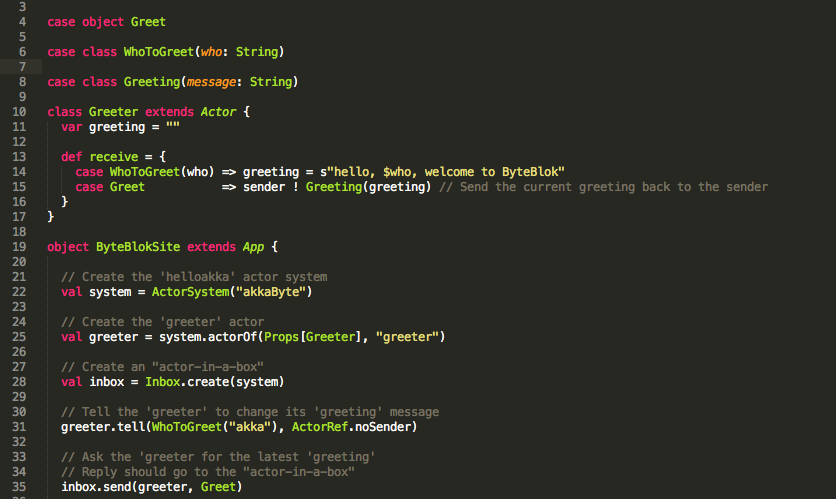 3
4 case object Greet
5
6 case class WhoToGreet(who: String)
7
8 case class Greeting(message: String)
9
10 class Greeter extends Actor {
11   var greeting = ""
12
13   def receive = {
14     case WhoToGreet(who) => greeting = s"hello, $who, welcome to ByteBlok"
15     case Greet           => sender ! Greeting(greeting) // Send the current greeting back to the sender
16   }
17 }
18
19 object ByteBlokSite extends App {
20
21   // Create the 'helloakka' actor system
22   val system = ActorSystem("akkaByte")
23
24   // Create the 'greeter' actor
25   val greeter = system.actorOf(Props[Greeter], "greeter")
26
27   // Create an "actor-in-a-box"
28   val inbox = Inbox.create(system)
29
30   // Tell the 'greeter' to change its 'greeting' message
31   greeter.tell(WhoToGreet("akka"), ActorRef.noSender)
32
33   // Ask the 'greeter for the latest 'greeting'
34   // Reply should go to the "actor-in-a-box"
35   inbox.send(greeter, Greet)